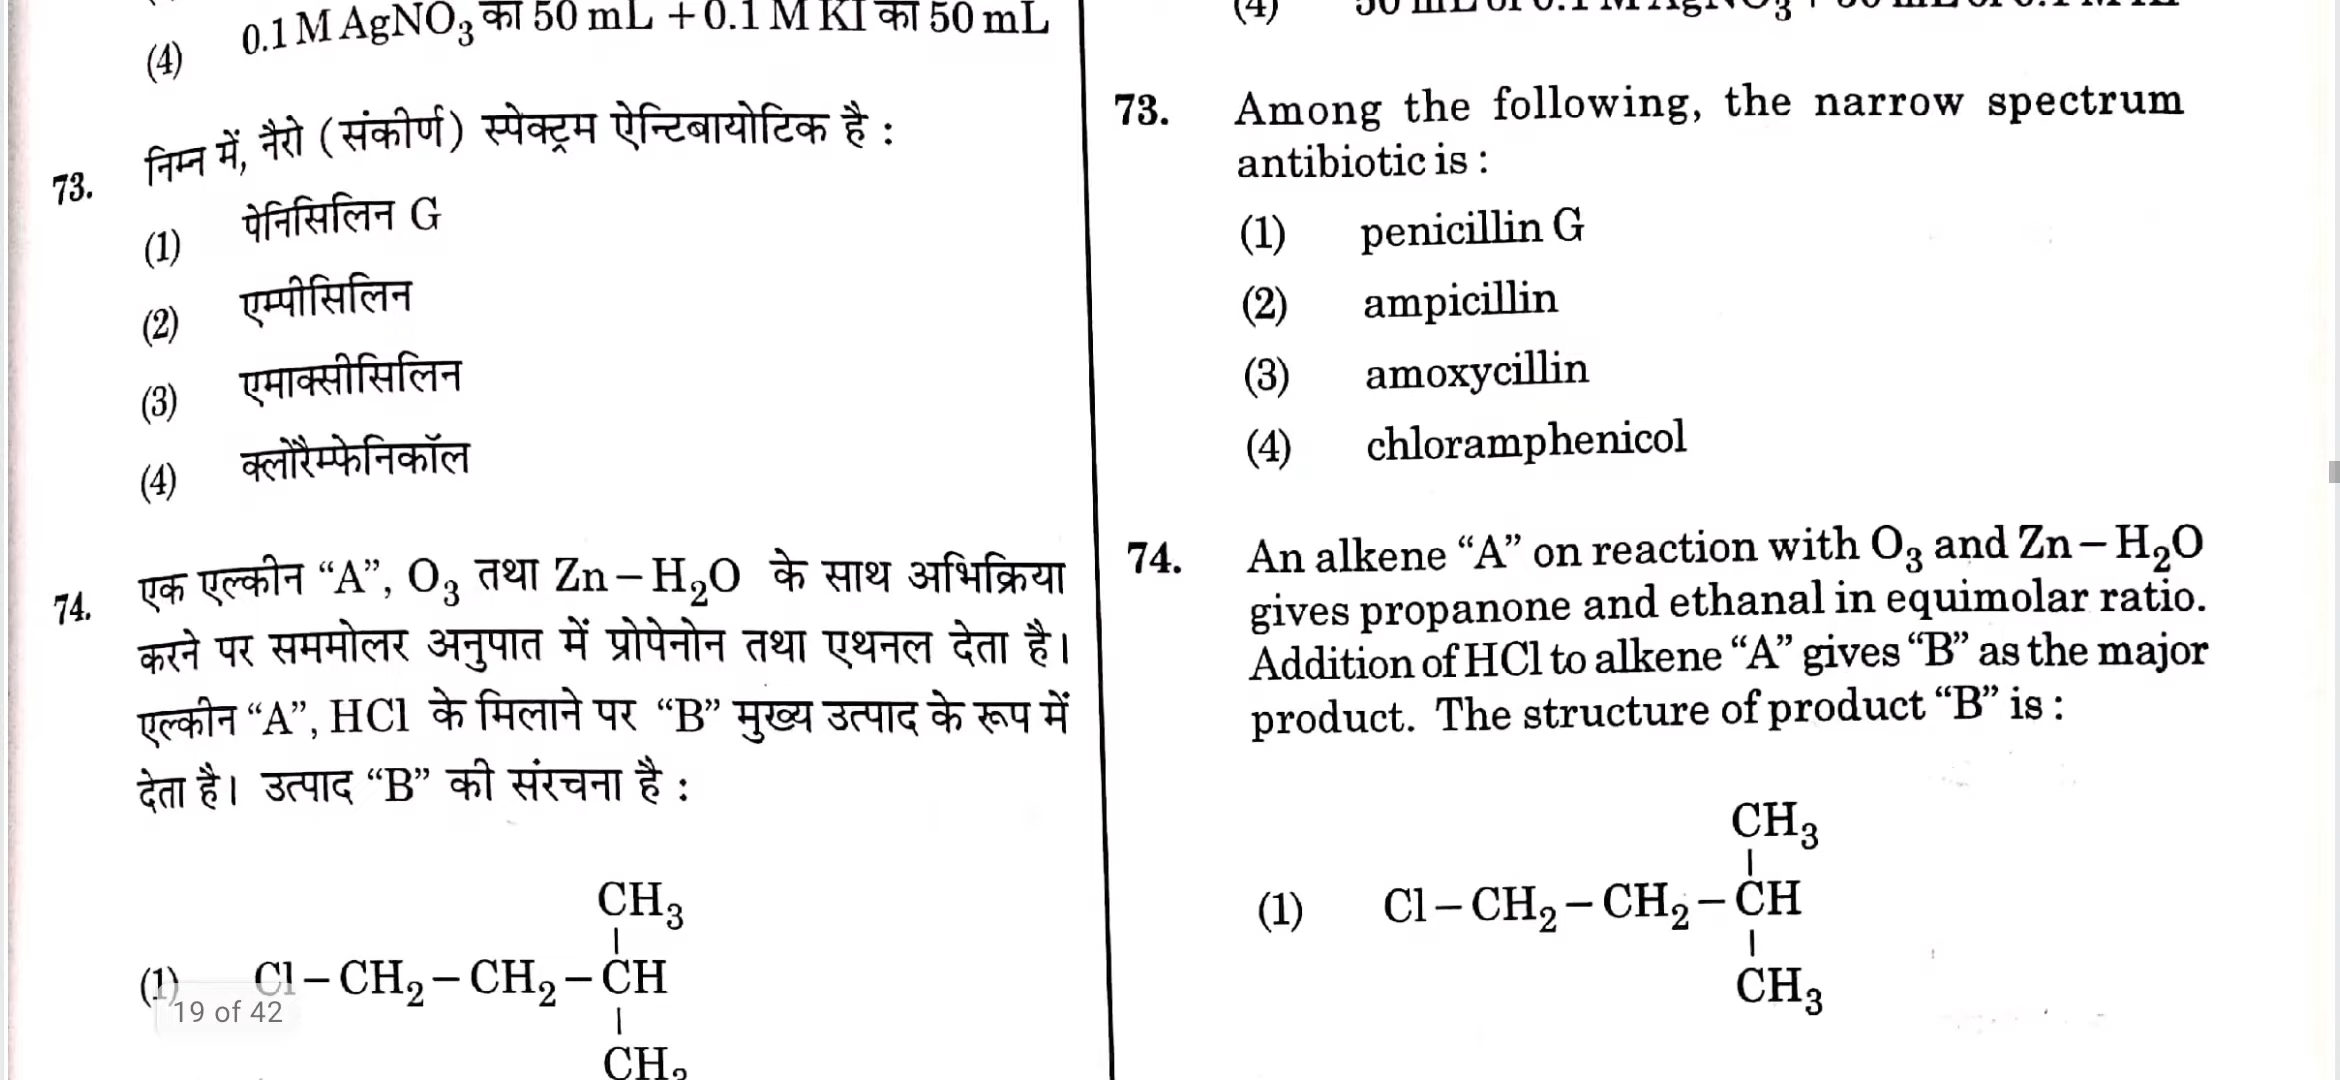 0.1 M AgNO₃ का 50 mL + 0.1 M KI का 50 mL
(4)
73. निम्न में, नैरो (संकीर्ण) स्पेक्ट्रम ऐन्टिबायोटिक है :
(1) पेनिसिलिन G
(2) एम्पीसिलिन
(3) एमाक्सीसिलिन
(4) क्लोरैम्फेनिकॉल
74. एक एल्कीन “A”, O₃ तथा Zn – H₂O के साथ अभिक्रिया
करने पर सममोलर अनुपात में प्रोपेनोन तथा एथनल देता है।
एल्कीन “A”, HCl के मिलाने पर “B” मुख्य उत्पाद के रूप में
देता है। उत्पाद “B” की संरचना है :
CH₃
(1) Cl – CH₂ – CH₂ – CH
CH₃
19 of 42
(4)
73. Among the following, the narrow spectrum
antibiotic is :
(1) penicillin G
(2) ampicillin
(3) amoxycillin
(4) chloramphenicol
74. An alkene “A” on reaction with O₃ and Zn – H₂O
gives propanone and ethanal in equimolar ratio.
Addition of HCl to alkene “A” gives “B” as the major
product. The structure of product “B” is :
CH₃
(1) Cl – CH₂ – CH₂ – CH
CH₃